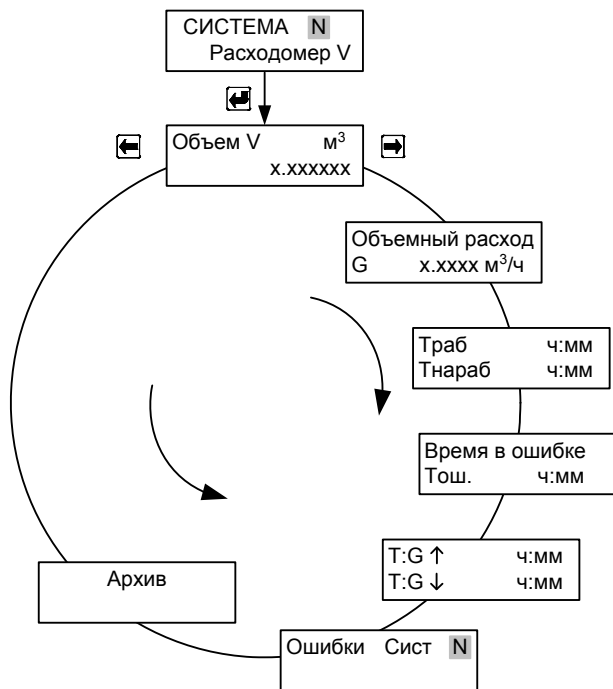 СИСТЕМА N
Расходомер V
Объем V м³
x.xxxxxx
Объемный расход
G x.xxxx м³/ч
Траб ч:мм
Тнараб ч:мм
Время в ошибке
Тош. ч:мм
T:G ↑ ч:мм
T:G ↓ ч:мм
Ошибки Сист N
Архив